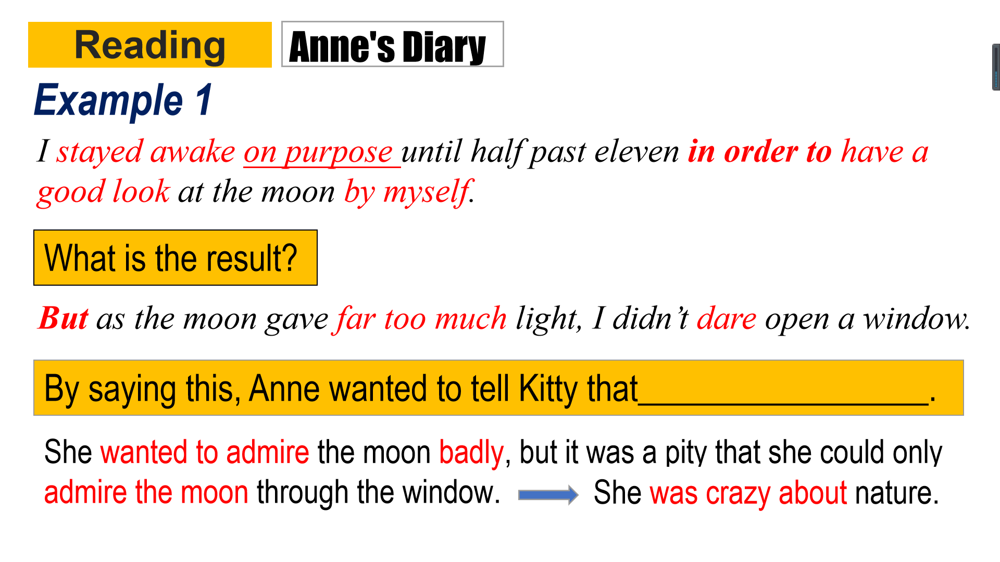 Reading
Anne's Diary
Example 1
I stayed awake on purpose until half past eleven in order to have a
good look at the moon by myself.
What is the result?
But as the moon gave far too much light, I didn’t dare open a window.
By saying this, Anne wanted to tell Kitty that__________________.
She wanted to admire the moon badly, but it was a pity that she could only
admire the moon through the window.
She was crazy about nature.